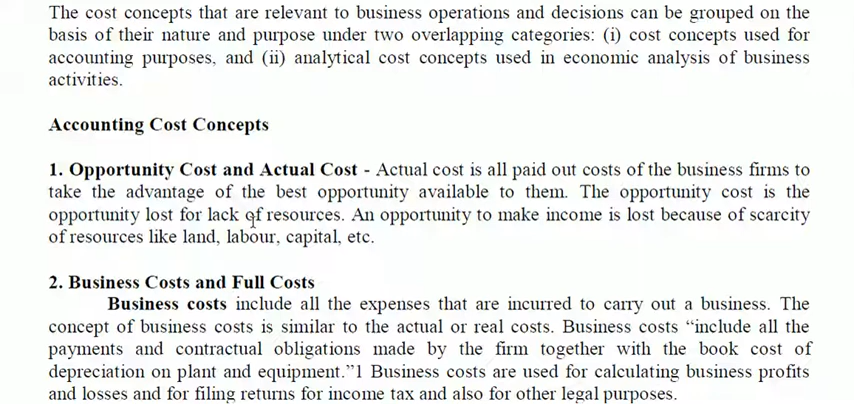 The cost concepts that are relevant to business operations and decisions can be grouped on the
basis of their nature and purpose under two overlapping categories: (i) cost concepts used for
accounting purposes, and (ii) analytical cost concepts used in economic analysis of business
activities.
Accounting Cost Concepts
1. Opportunity Cost and Actual Cost - Actual cost is all paid out costs of the business firms to
take the advantage of the best opportunity available to them. The opportunity cost is the
opportunity lost for lack of resources. An opportunity to make income is lost because of scarcity
of resources like land, labour, capital, etc.
2. Business Costs and Full Costs
Business costs include all the expenses that are incurred to carry out a business. The
concept of business costs is similar to the actual or real costs. Business costs “include all the
payments and contractual obligations made by the firm together with the book cost of
depreciation on plant and equipment.”1 Business costs are used for calculating business profits
and losses and for filing returns for income tax and also for other legal purposes.